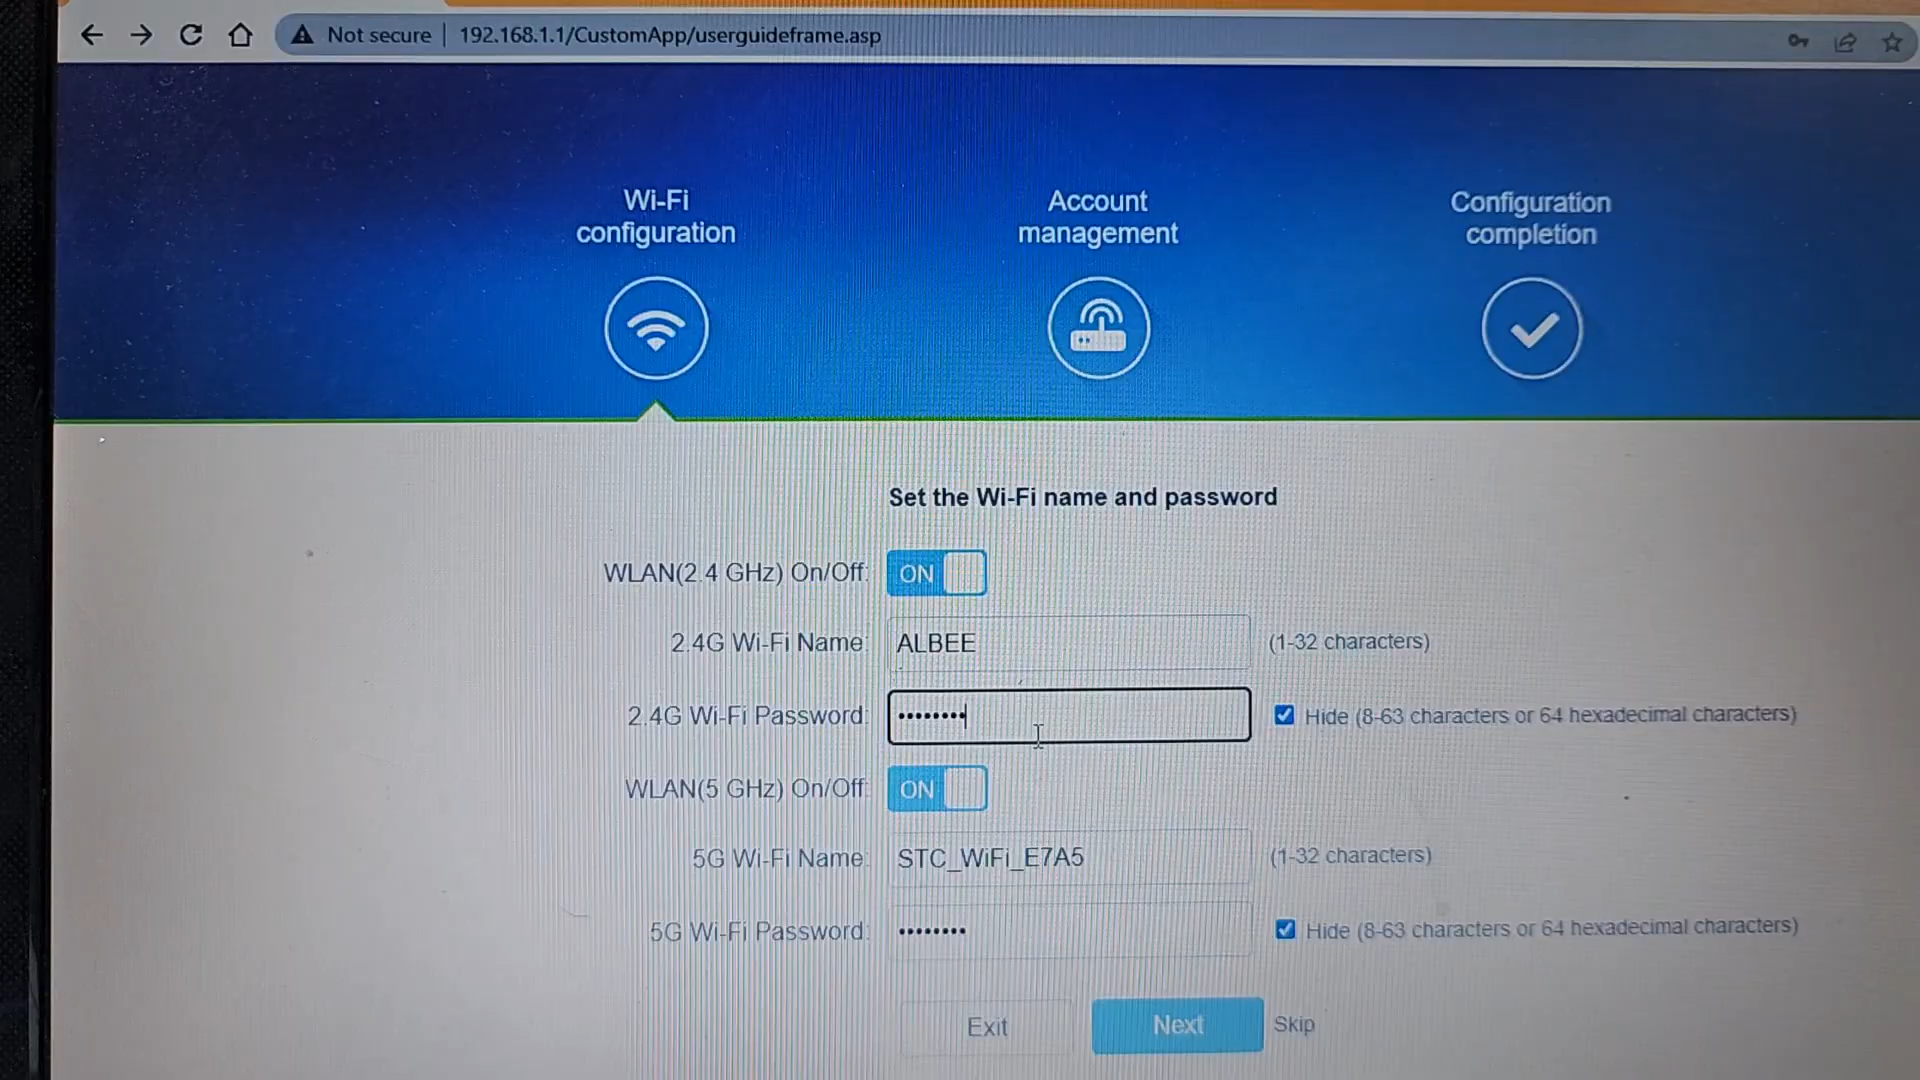 Not secure | 192.168.1.1/CustomApp/userguideframe.asp
Wi-Fi configuration
Account management
Configuration completion
Set the Wi-Fi name and password
WLAN(2.4 GHz) On/Off: ON
2.4G Wi-Fi Name: ALBEE (1-32 characters)
2.4G Wi-Fi Password: •••••••• Hide (8-63 characters or 64 hexadecimal characters)
WLAN(5 GHz) On/Off: ON
5G Wi-Fi Name: STC_WiFi_E7A5 (1-32 characters)
5G Wi-Fi Password: •••••••• Hide (8-63 characters or 64 hexadecimal characters)
Exit Next Skip